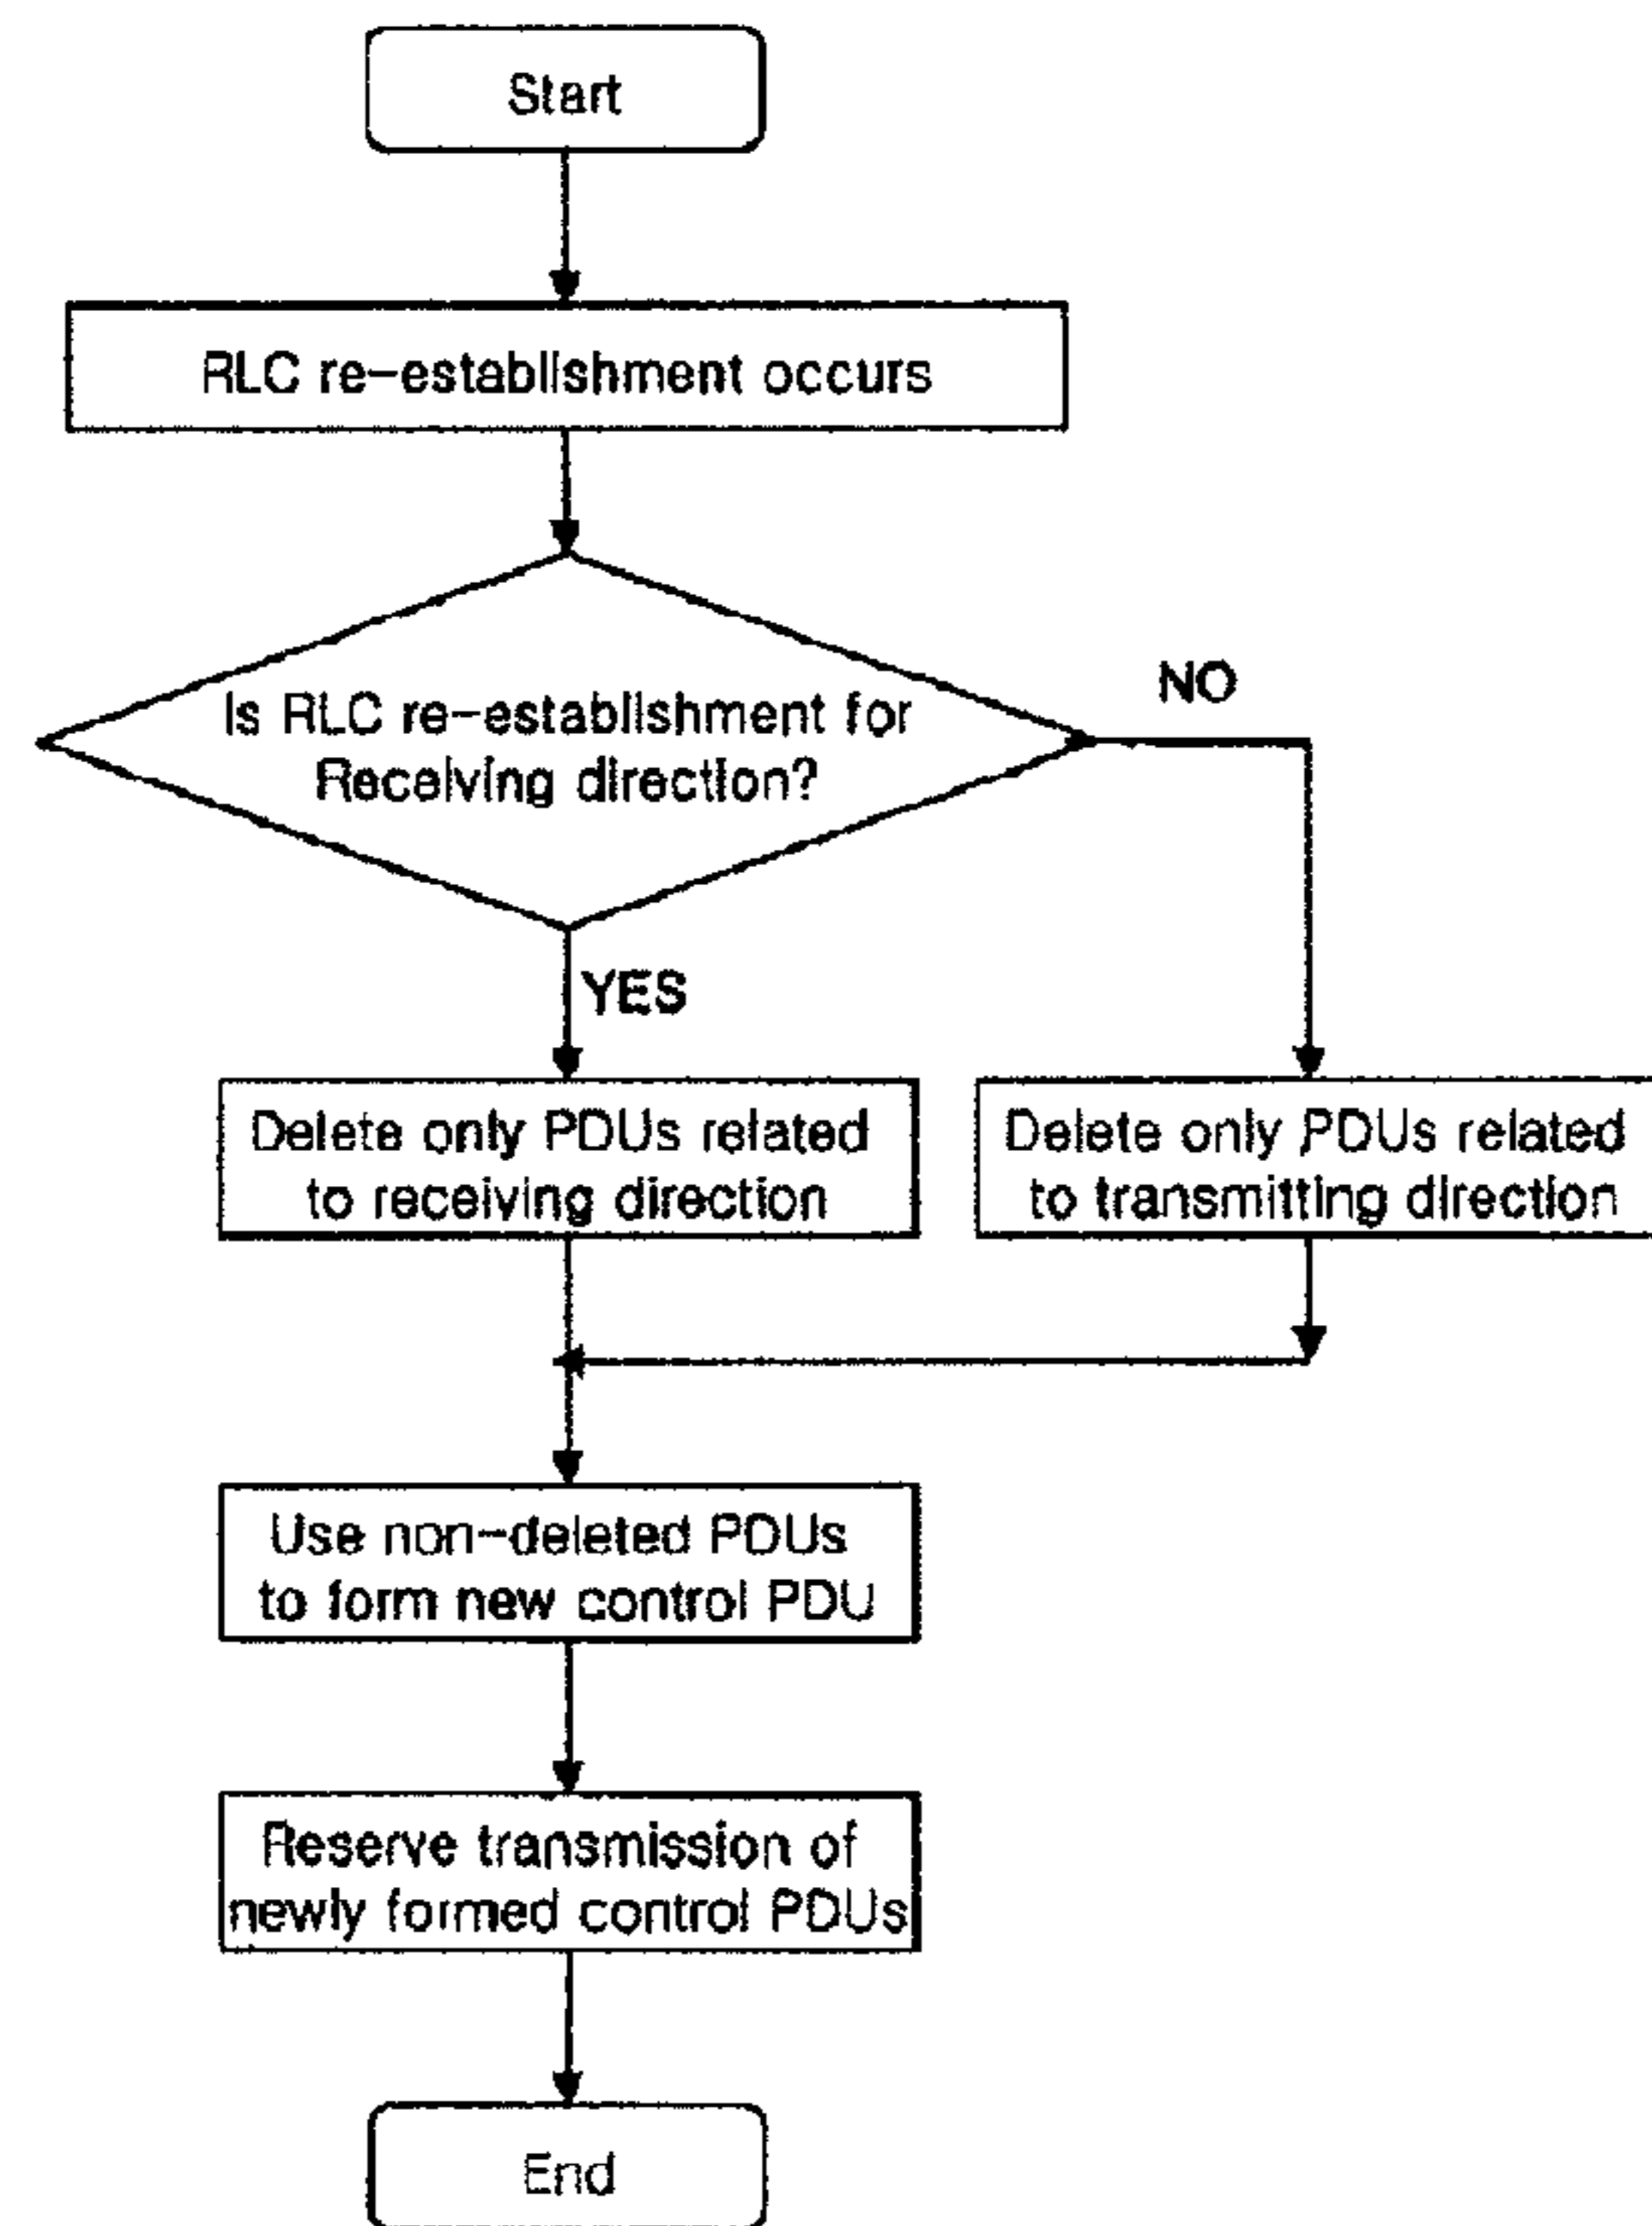 Start
RLC re-establishment occurs
Is RLC re-establishment for
Receiving direction?
NO
YES
Delete only PDUs related
to receiving direction
Delete only PDUs related
to transmitting direction
Use non-deleted PDUs
to form new control PDU
Reserve transmission of
newly formed control PDUs
End